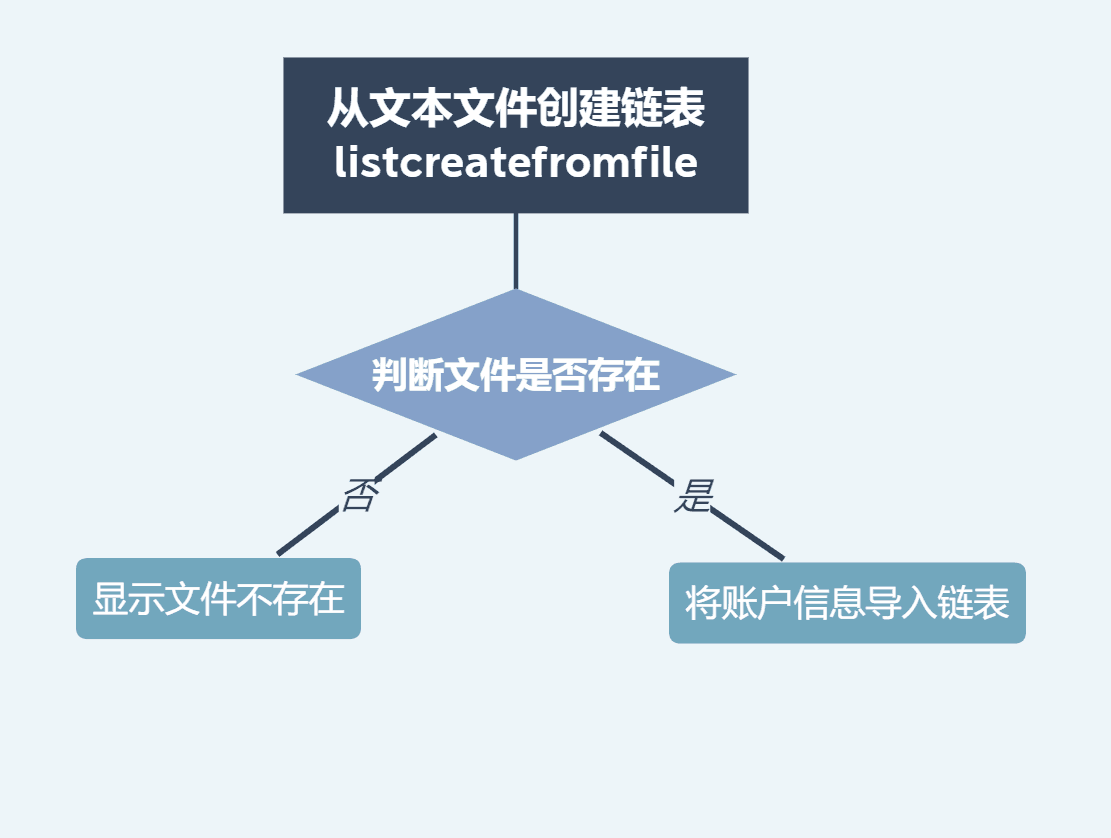 从文本文件创建链表
listcreatefromfile
判断文件是否存在
否
是
显示文件不存在
将账户信息导入链表